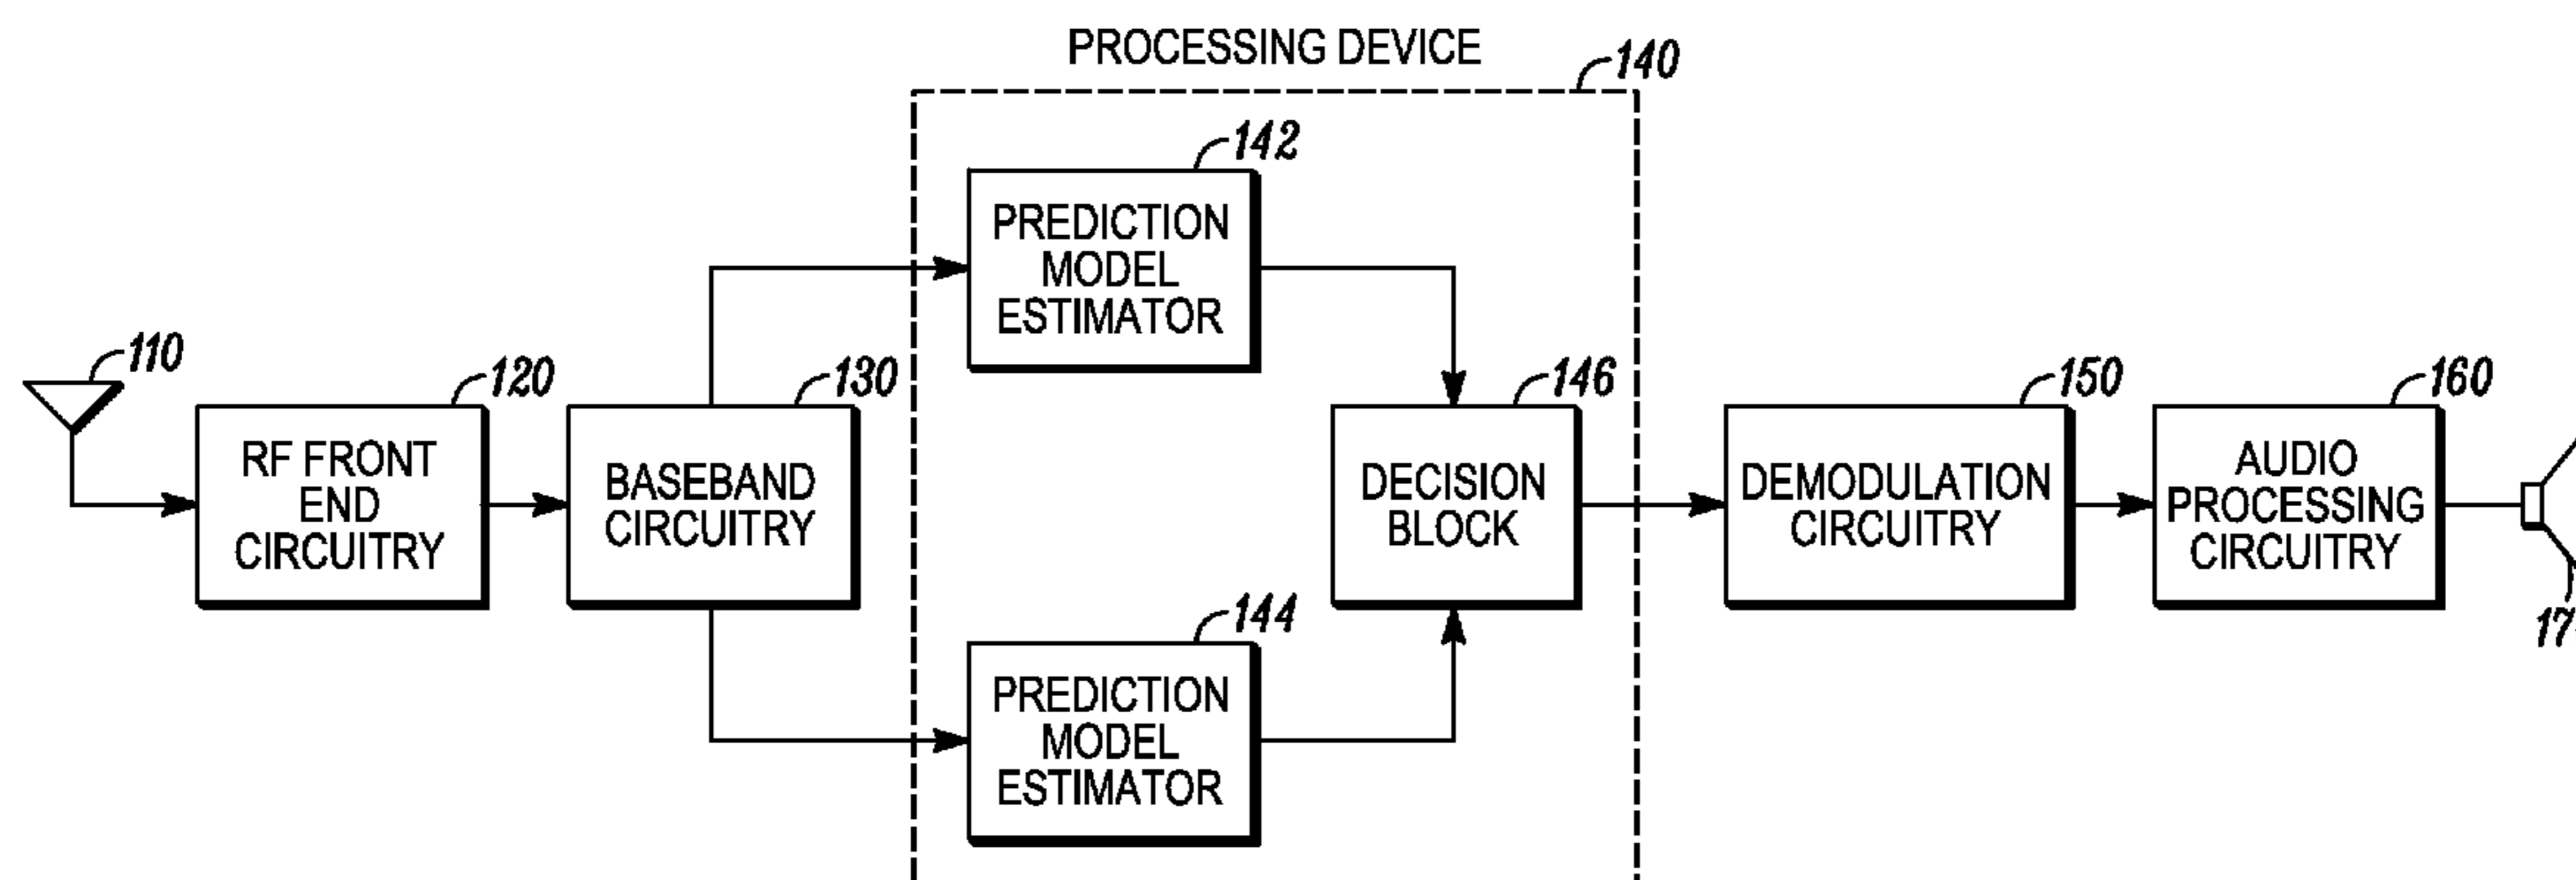 PROCESSING DEVICE
140
142
PREDICTION
MODEL
ESTIMATOR
110
120
RF FRONT
END
CIRCUITRY
130
BASEBAND
CIRCUITRY
146
DECISION
BLOCK
150
DEMODULATION
CIRCUITRY
160
AUDIO
PROCESSING
CIRCUITRY
144
PREDICTION
MODEL
ESTIMATOR